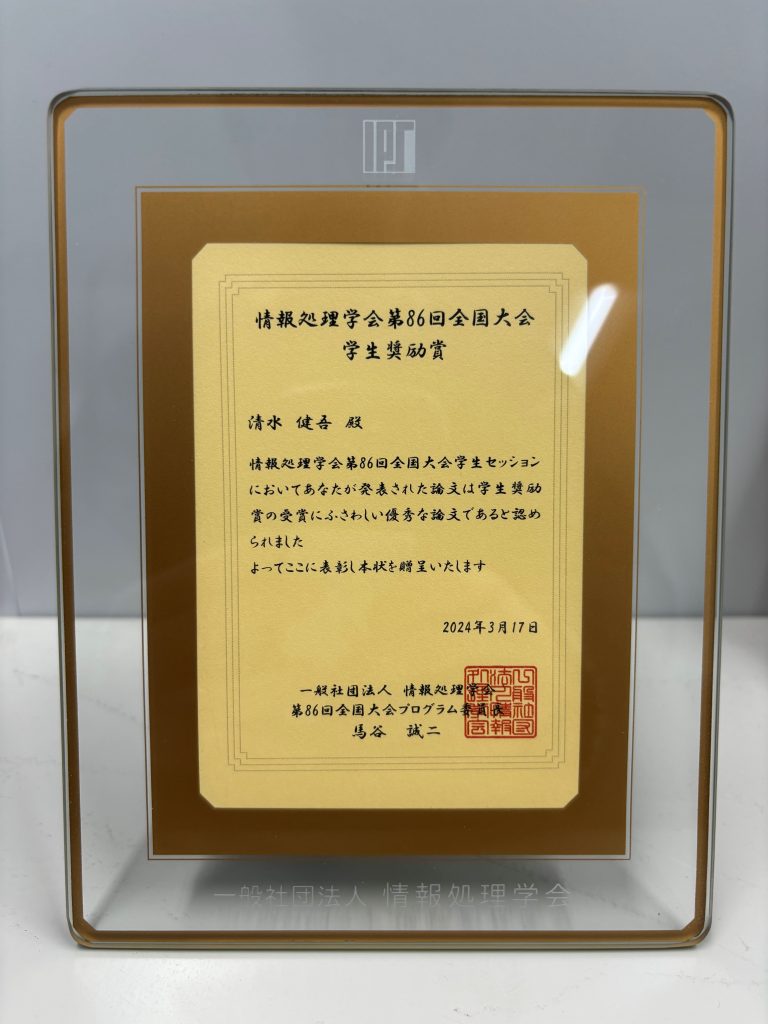 IPSJ
情報処理学会第86回全国大会
学生奨励賞
清水 健吾 殿
情報処理学会第86回全国大会学生セッション
においてあなたが発表された論文は学生奨励
賞の受賞にふさわしい優秀な論文であると認め
られました
よってここに表彰し本状を贈呈いたします
2024年3月17日
一般社団法人 情報処理学会
第86回全国大会プログラム委員長
馬谷 誠二
一般社団法人 情報処理学会